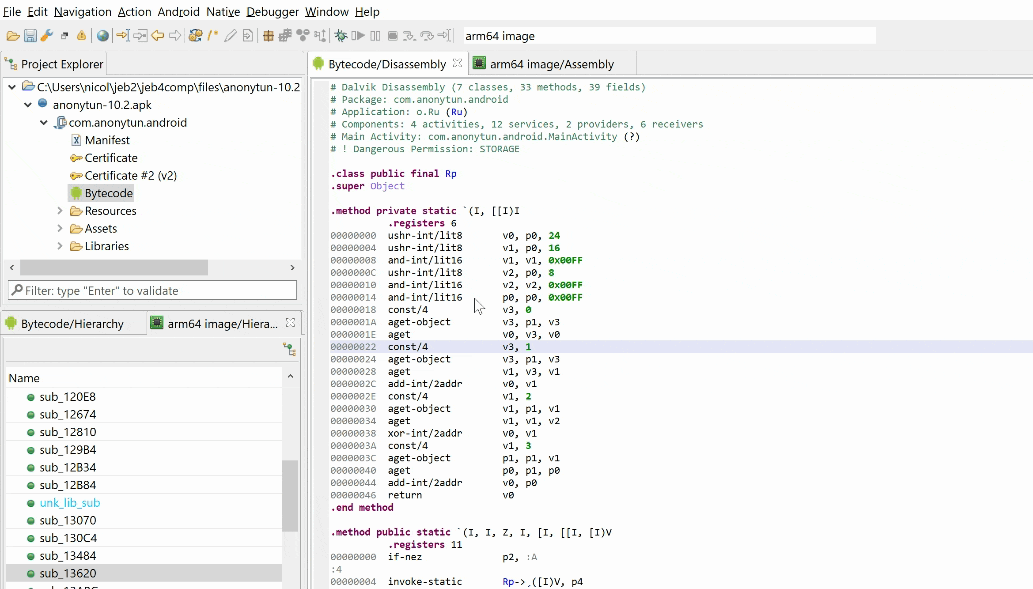 File Edit Navigation Action Android Native Debugger Window Help
arm64 image
Project Explorer
C:\Users\nicol\jeb2\jeb4comp\files\anonytun-10.2
anonytun-10.2.apk
com.anonytun.android
Manifest
Certificate
Certificate #2 (v2)
Bytecode
Resources
Assets
Libraries
Filter: type "Enter" to validate
Bytecode/Hierarchy arm64 image/Hiera...
Name
sub_120E8
sub_12674
sub_12810
sub_129B4
sub_12B34
sub_12B84
unk_lib_sub
sub_13070
sub_130C4
sub_13484
sub_13620
Bytecode/Disassembly arm64 image/Assembly
# Dalvik Disassembly (7 classes, 33 methods, 39 fields)
# Package: com.anonytun.android
# Application: o.Ru (Ru)
# Components: 4 activities, 12 services, 2 providers, 6 receivers
# Main Activity: com.anonytun.android.MainActivity (?)
# ! Dangerous Permission: STORAGE
.class public final Rp
.super Object
.method private static `(I, [[I)I
.registers 6
00000000 ushr-int/lit8 v0, p0, 24
00000004 ushr-int/lit8 v1, p0, 16
00000008 and-int/lit16 v1, v1, 0x00FF
0000000C ushr-int/lit8 v2, p0, 8
00000010 and-int/lit16 v2, v2, 0x00FF
00000014 and-int/lit16 p0, p0, 0x00FF
00000018 const/4 v3, 0
0000001A aget-object v3, p1, v3
0000001E aget v0, v3, v0
00000022 const/4 v3, 1
00000024 aget-object v3, p1, v3
00000028 aget v1, v3, v1
0000002C add-int/2addr v0, v1
0000002E const/4 v1, 2
00000030 aget-object v1, p1, v1
00000034 aget v1, v1, v2
00000038 xor-int/2addr v0, v1
0000003A const/4 v1, 3
0000003C aget-object p1, p1, v1
00000040 aget p0, p1, p0
00000044 add-int/2addr v0, p0
00000046 return v0
.end method
.method public static `(I, I, Z, I, [I, [[I, [I)V
.registers 11
00000000 if-nez p2, :A
:4
00000004 invoke-static Rp->,([I)V, p4